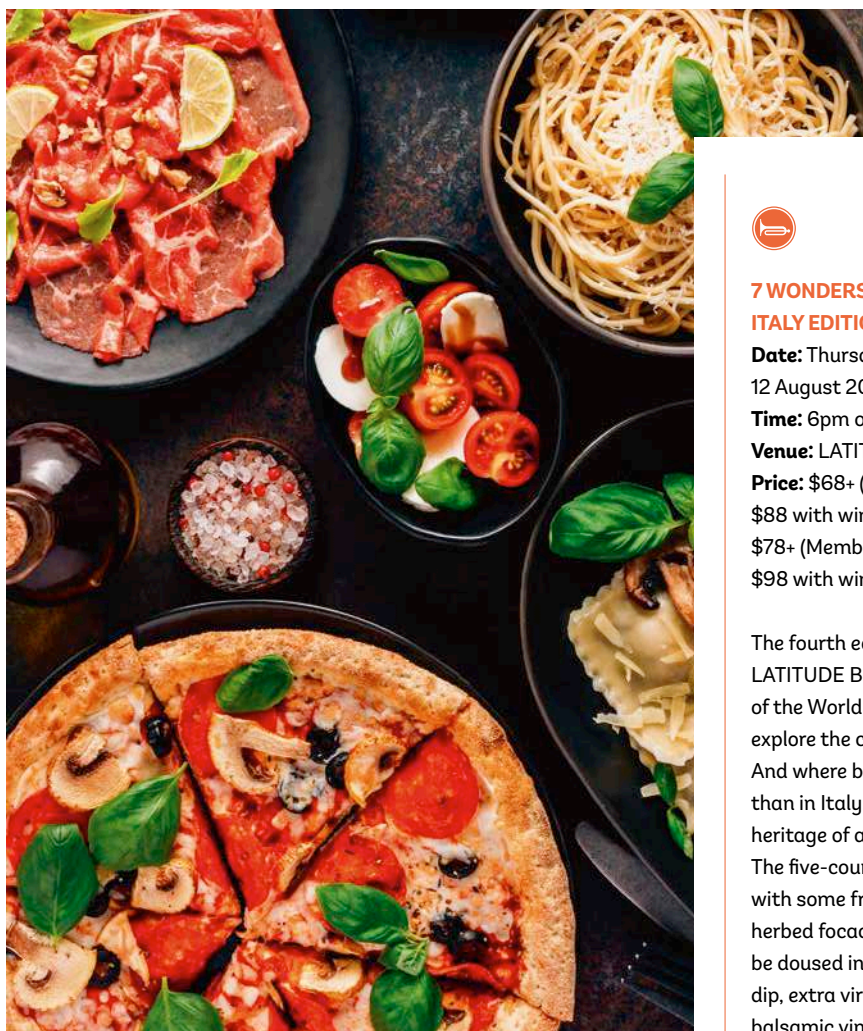 7 WONDERS
ITALY EDITIO
Date: Thursd
12 August 20
Time: 6pm o
Venue: LATIT
Price: $68+ (
$88 with win
$78+ (Memb
$98 with win
The fourth ed
LATITUDE B
of the World
explore the c
And where b
than in Italy
heritage of a
The five-cour
with some fr
herbed focac
be doused in
dip, extra vir
balsamic vin